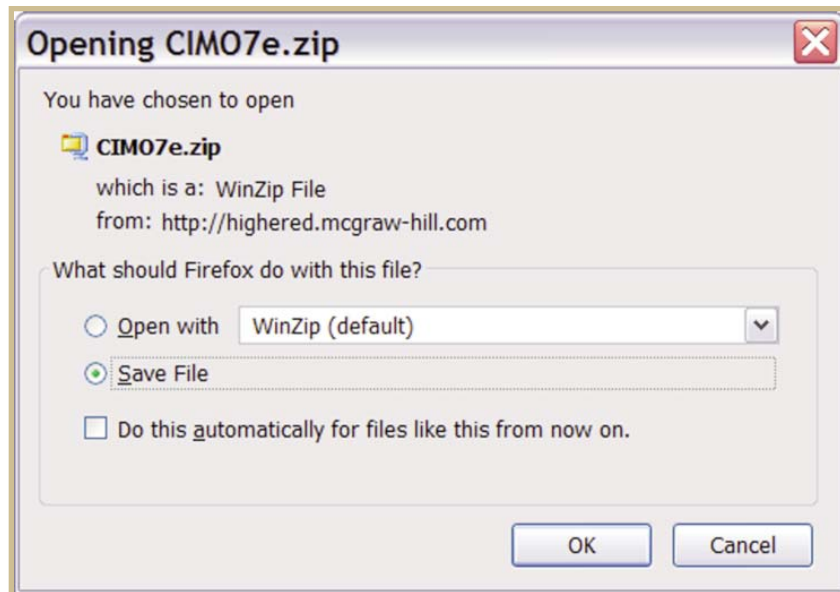 Opening CIMO7e.zip
You have chosen to open
CIMO7e.zip
which is a: WinZip File
from: http://highered.mcgraw-hill.com
What should Firefox do with this file?
Open with WinZip (default)
Save File
Do this automatically for files like this from now on.
OK Cancel